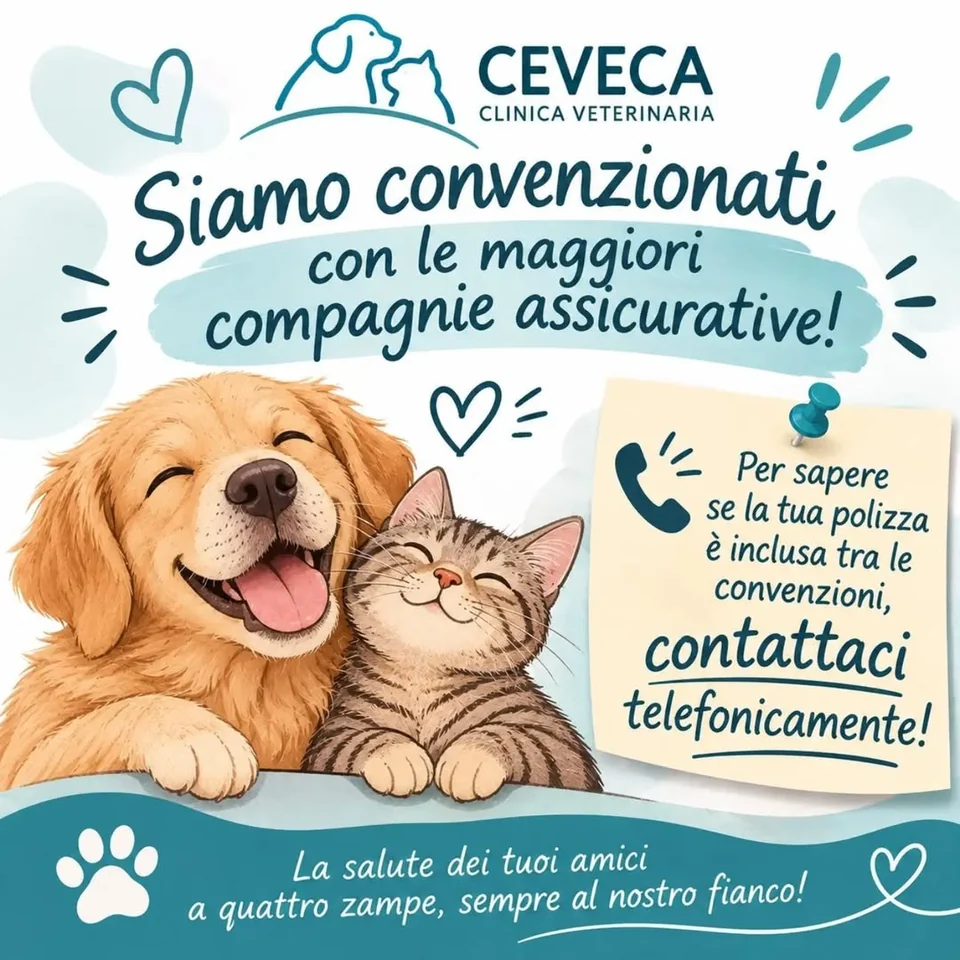 CEVECA
CLINICA VETERINARIA
Siamo convenzionati
con le maggiori
compagnie assicurative!
Per sapere
se la tua polizza
è inclusa tra le
convenzioni,
contattaci
telefonicamente!
La salute dei tuoi amici
a quattro zampe, sempre al nostro fianco!